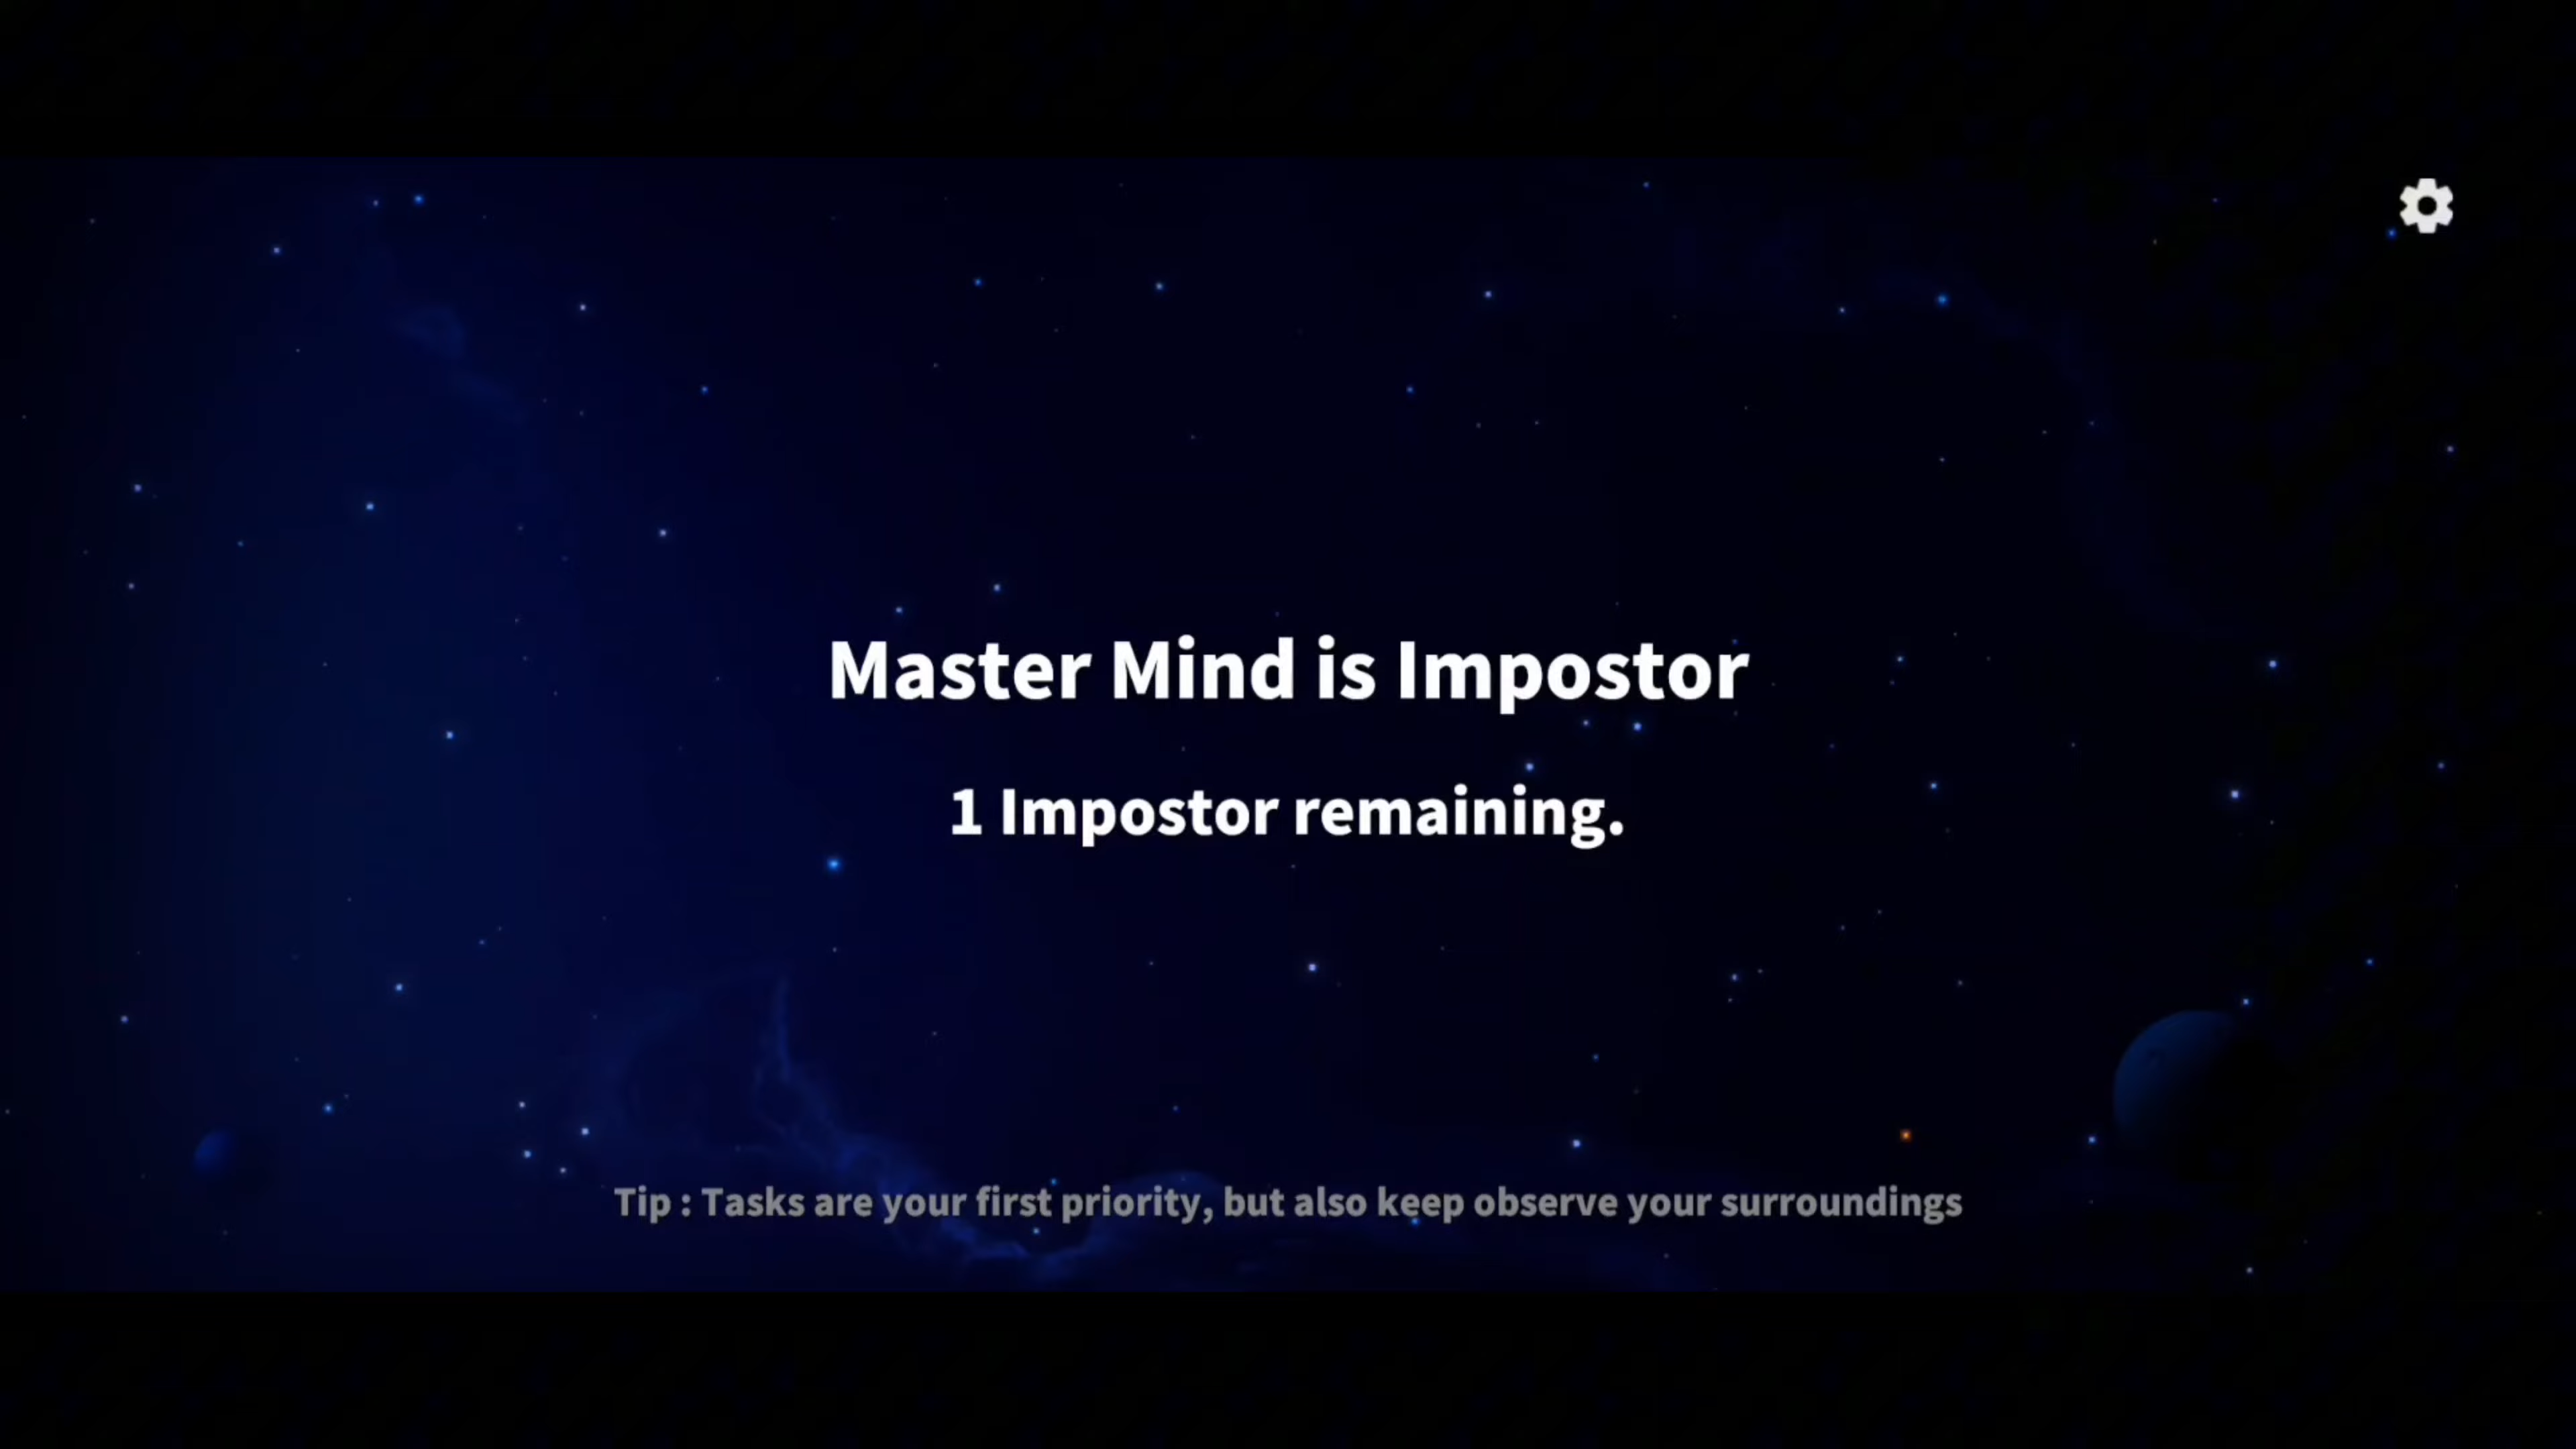 Master Mind is Impostor
1 Impostor remaining.
Tip : Tasks are your first priority, but also keep observe your surroundings